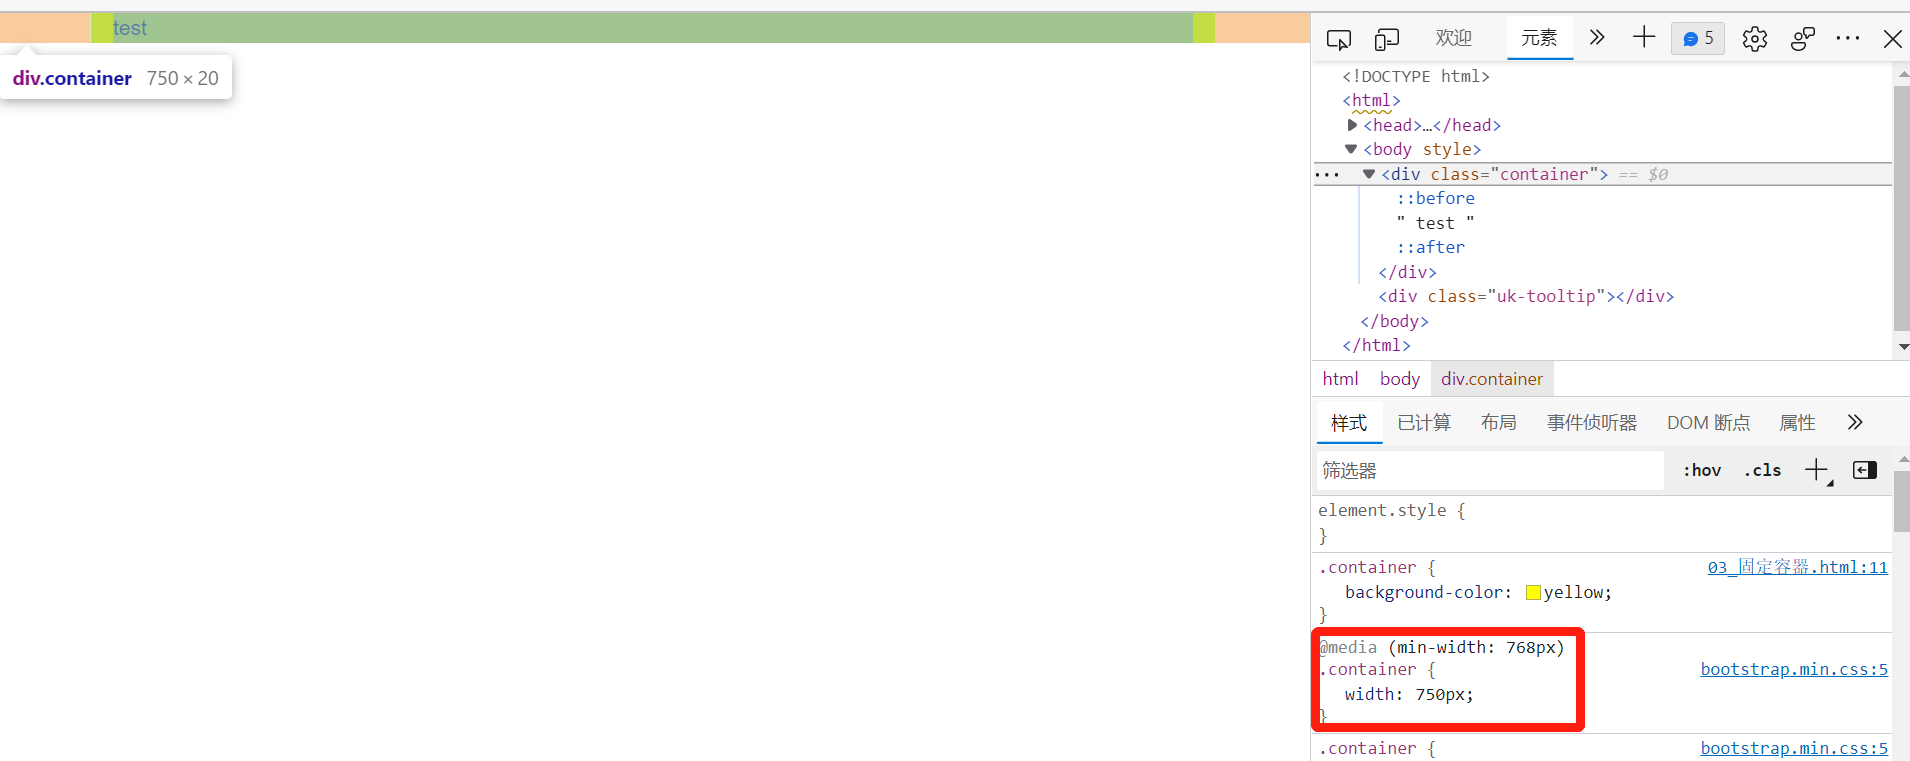 test
div.container 750 × 20
欢迎 元素 5
<!DOCTYPE html>
<html>
<head>…</head>
<body style>
<div class="container"> == $0
::before
" test "
::after
</div>
<div class="uk-tooltip"></div>
</body>
</html>
html body div.container
样式 已计算 布局 事件侦听器 DOM 断点 属性
筛选器 :hov .cls
element.style {
}
.container { 03_固定容器.html:11
background-color: yellow;
}
@media (min-width: 768px)
.container { bootstrap.min.css:5
width: 750px;
}
.container { bootstrap.min.css:5